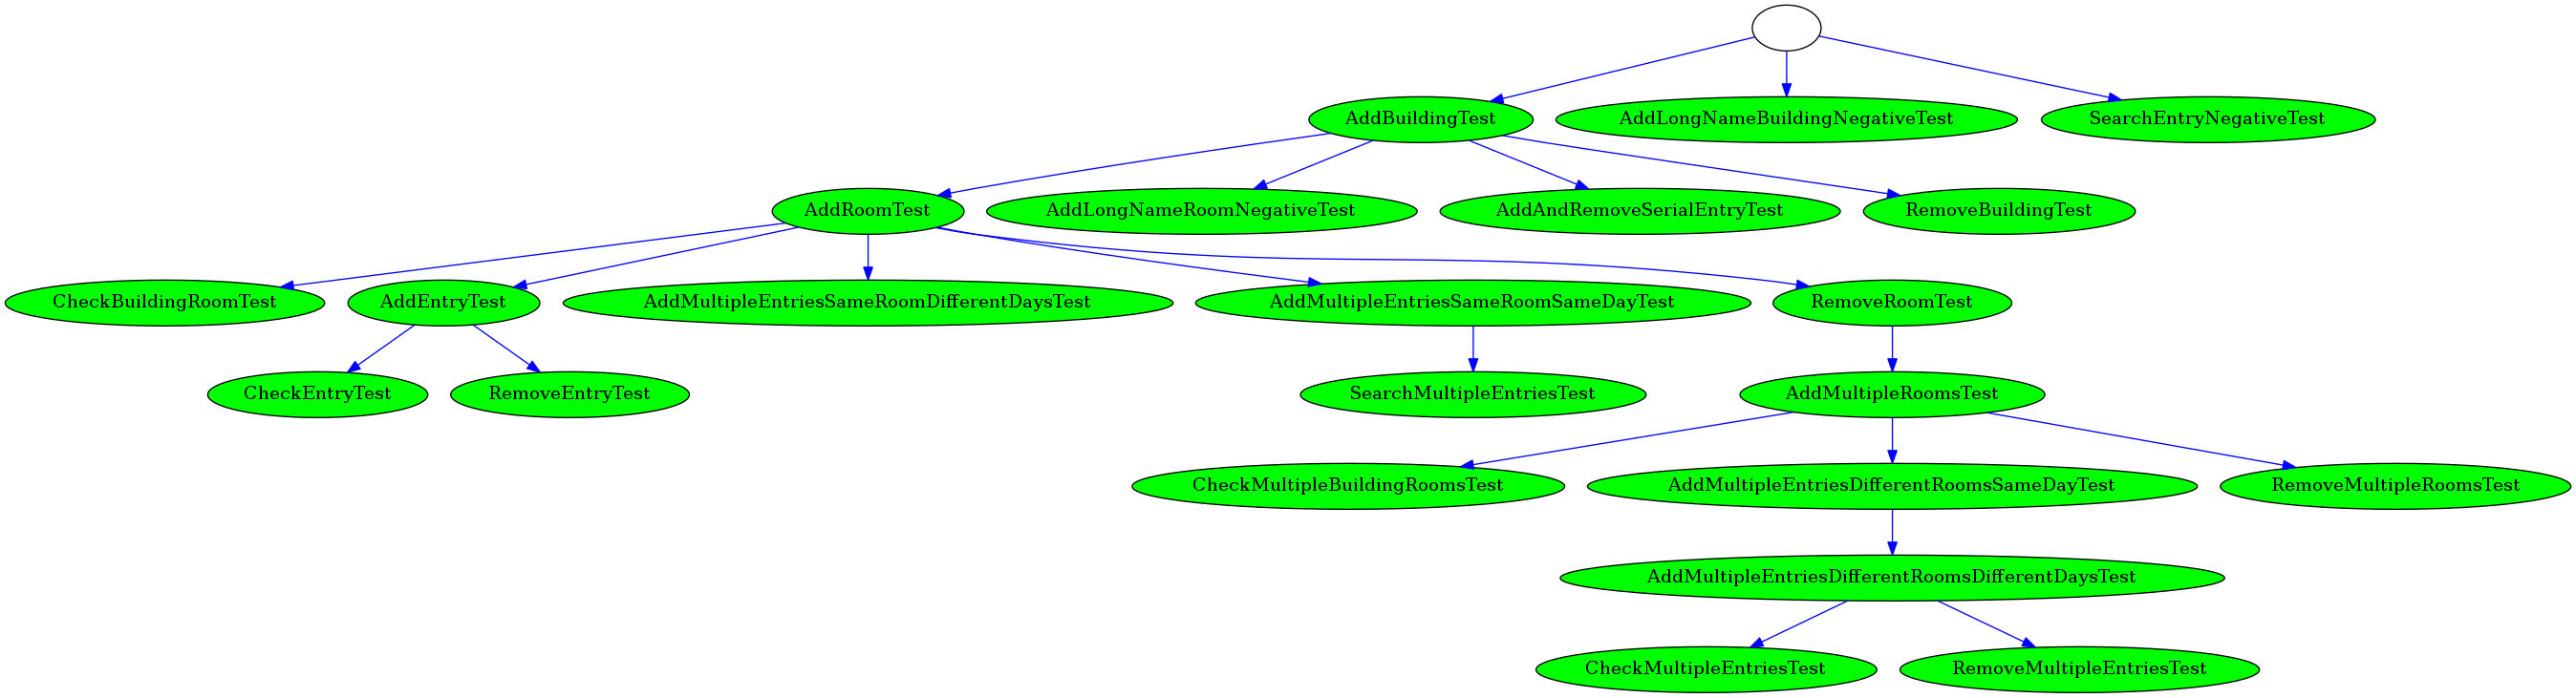 AddBuildingTest
AddLongNameBuildingNegativeTest
SearchEntryNegativeTest
AddRoomTest
AddLongNameRoomNegativeTest
AddAndRemoveSerialEntryTest
RemoveBuildingTest
CheckBuildingRoomTest
AddEntryTest
AddMultipleEntriesSameRoomDifferentDaysTest
AddMultipleEntriesSameRoomSameDayTest
RemoveRoomTest
CheckEntryTest
RemoveEntryTest
SearchMultipleEntriesTest
AddMultipleRoomsTest
CheckMultipleBuildingRoomsTest
AddMultipleEntriesDifferentRoomsSameDayTest
RemoveMultipleRoomsTest
AddMultipleEntriesDifferentRoomsDifferentDaysTest
CheckMultipleEntriesTest
RemoveMultipleEntriesTest